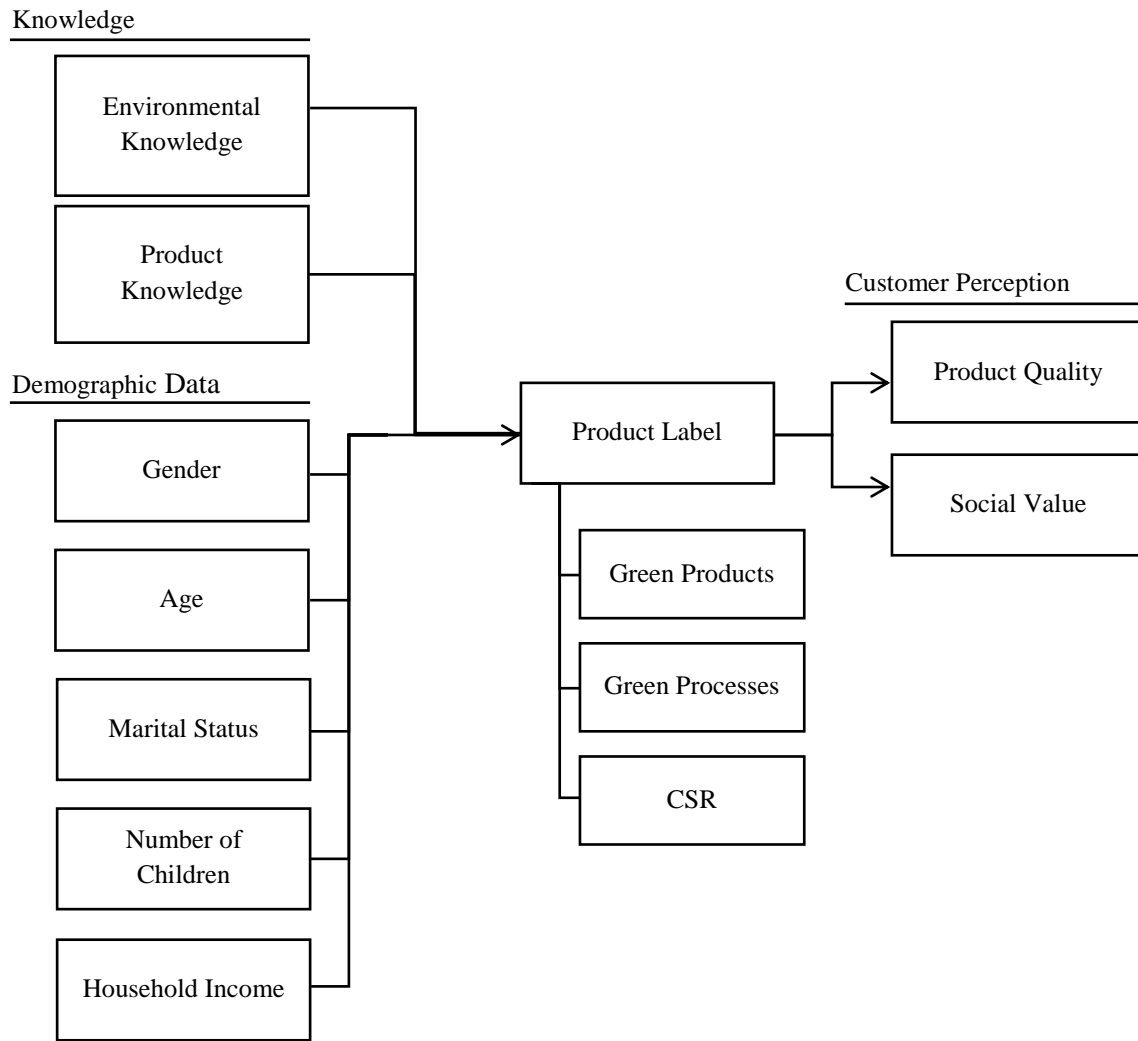 Knowledge
Environmental
Knowledge
Product
Knowledge
Demographic Data
Gender
Age
Marital Status
Number of
Children
Household Income
Product Label
Green Products
Green Processes
CSR
Customer Perception
Product Quality
Social Value